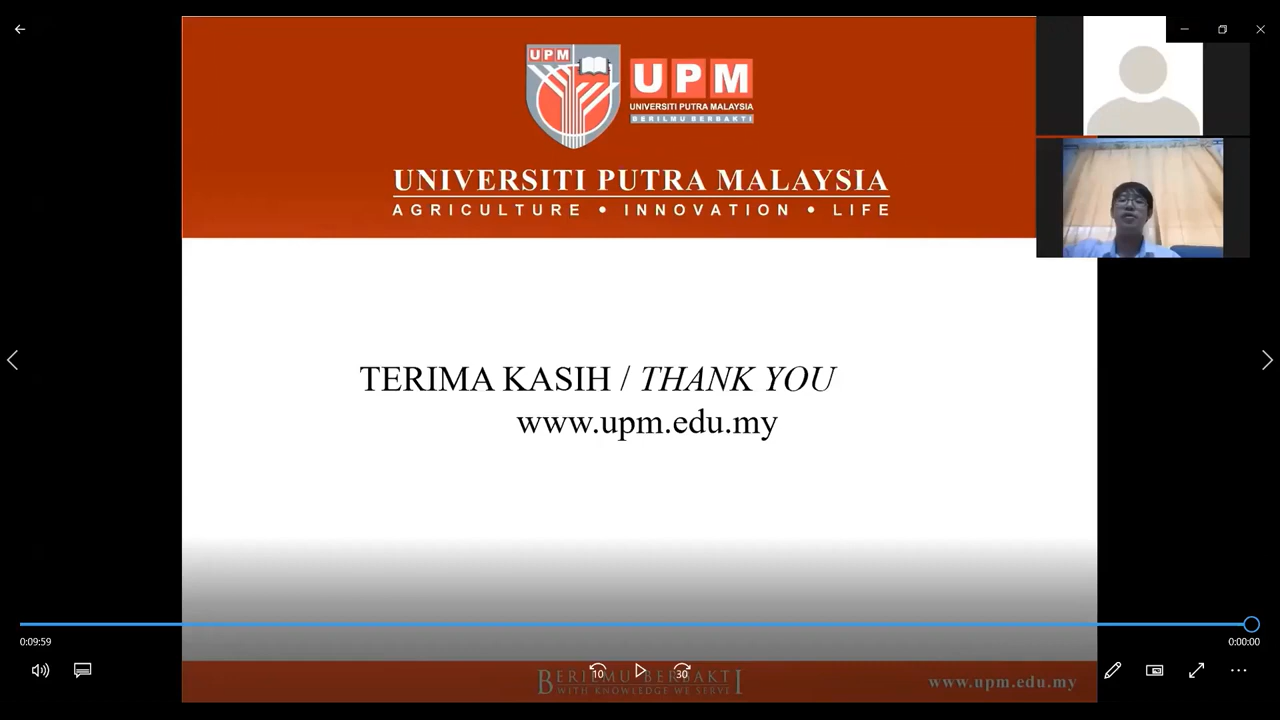 UPM
UPM
UNIVERSITI PUTRA MALAYSIA
BERILMU BERBAKTI
UNIVERSITI PUTRA MALAYSIA
AGRICULTURE • INNOVATION • LIFE
TERIMA KASIH / THANK YOU
www.upm.edu.my
0:09:59
0:00:00
10
30
BERILMU BERBAKTI
WITH KNOWLEDGE WE SERVE
www.upm.edu.my